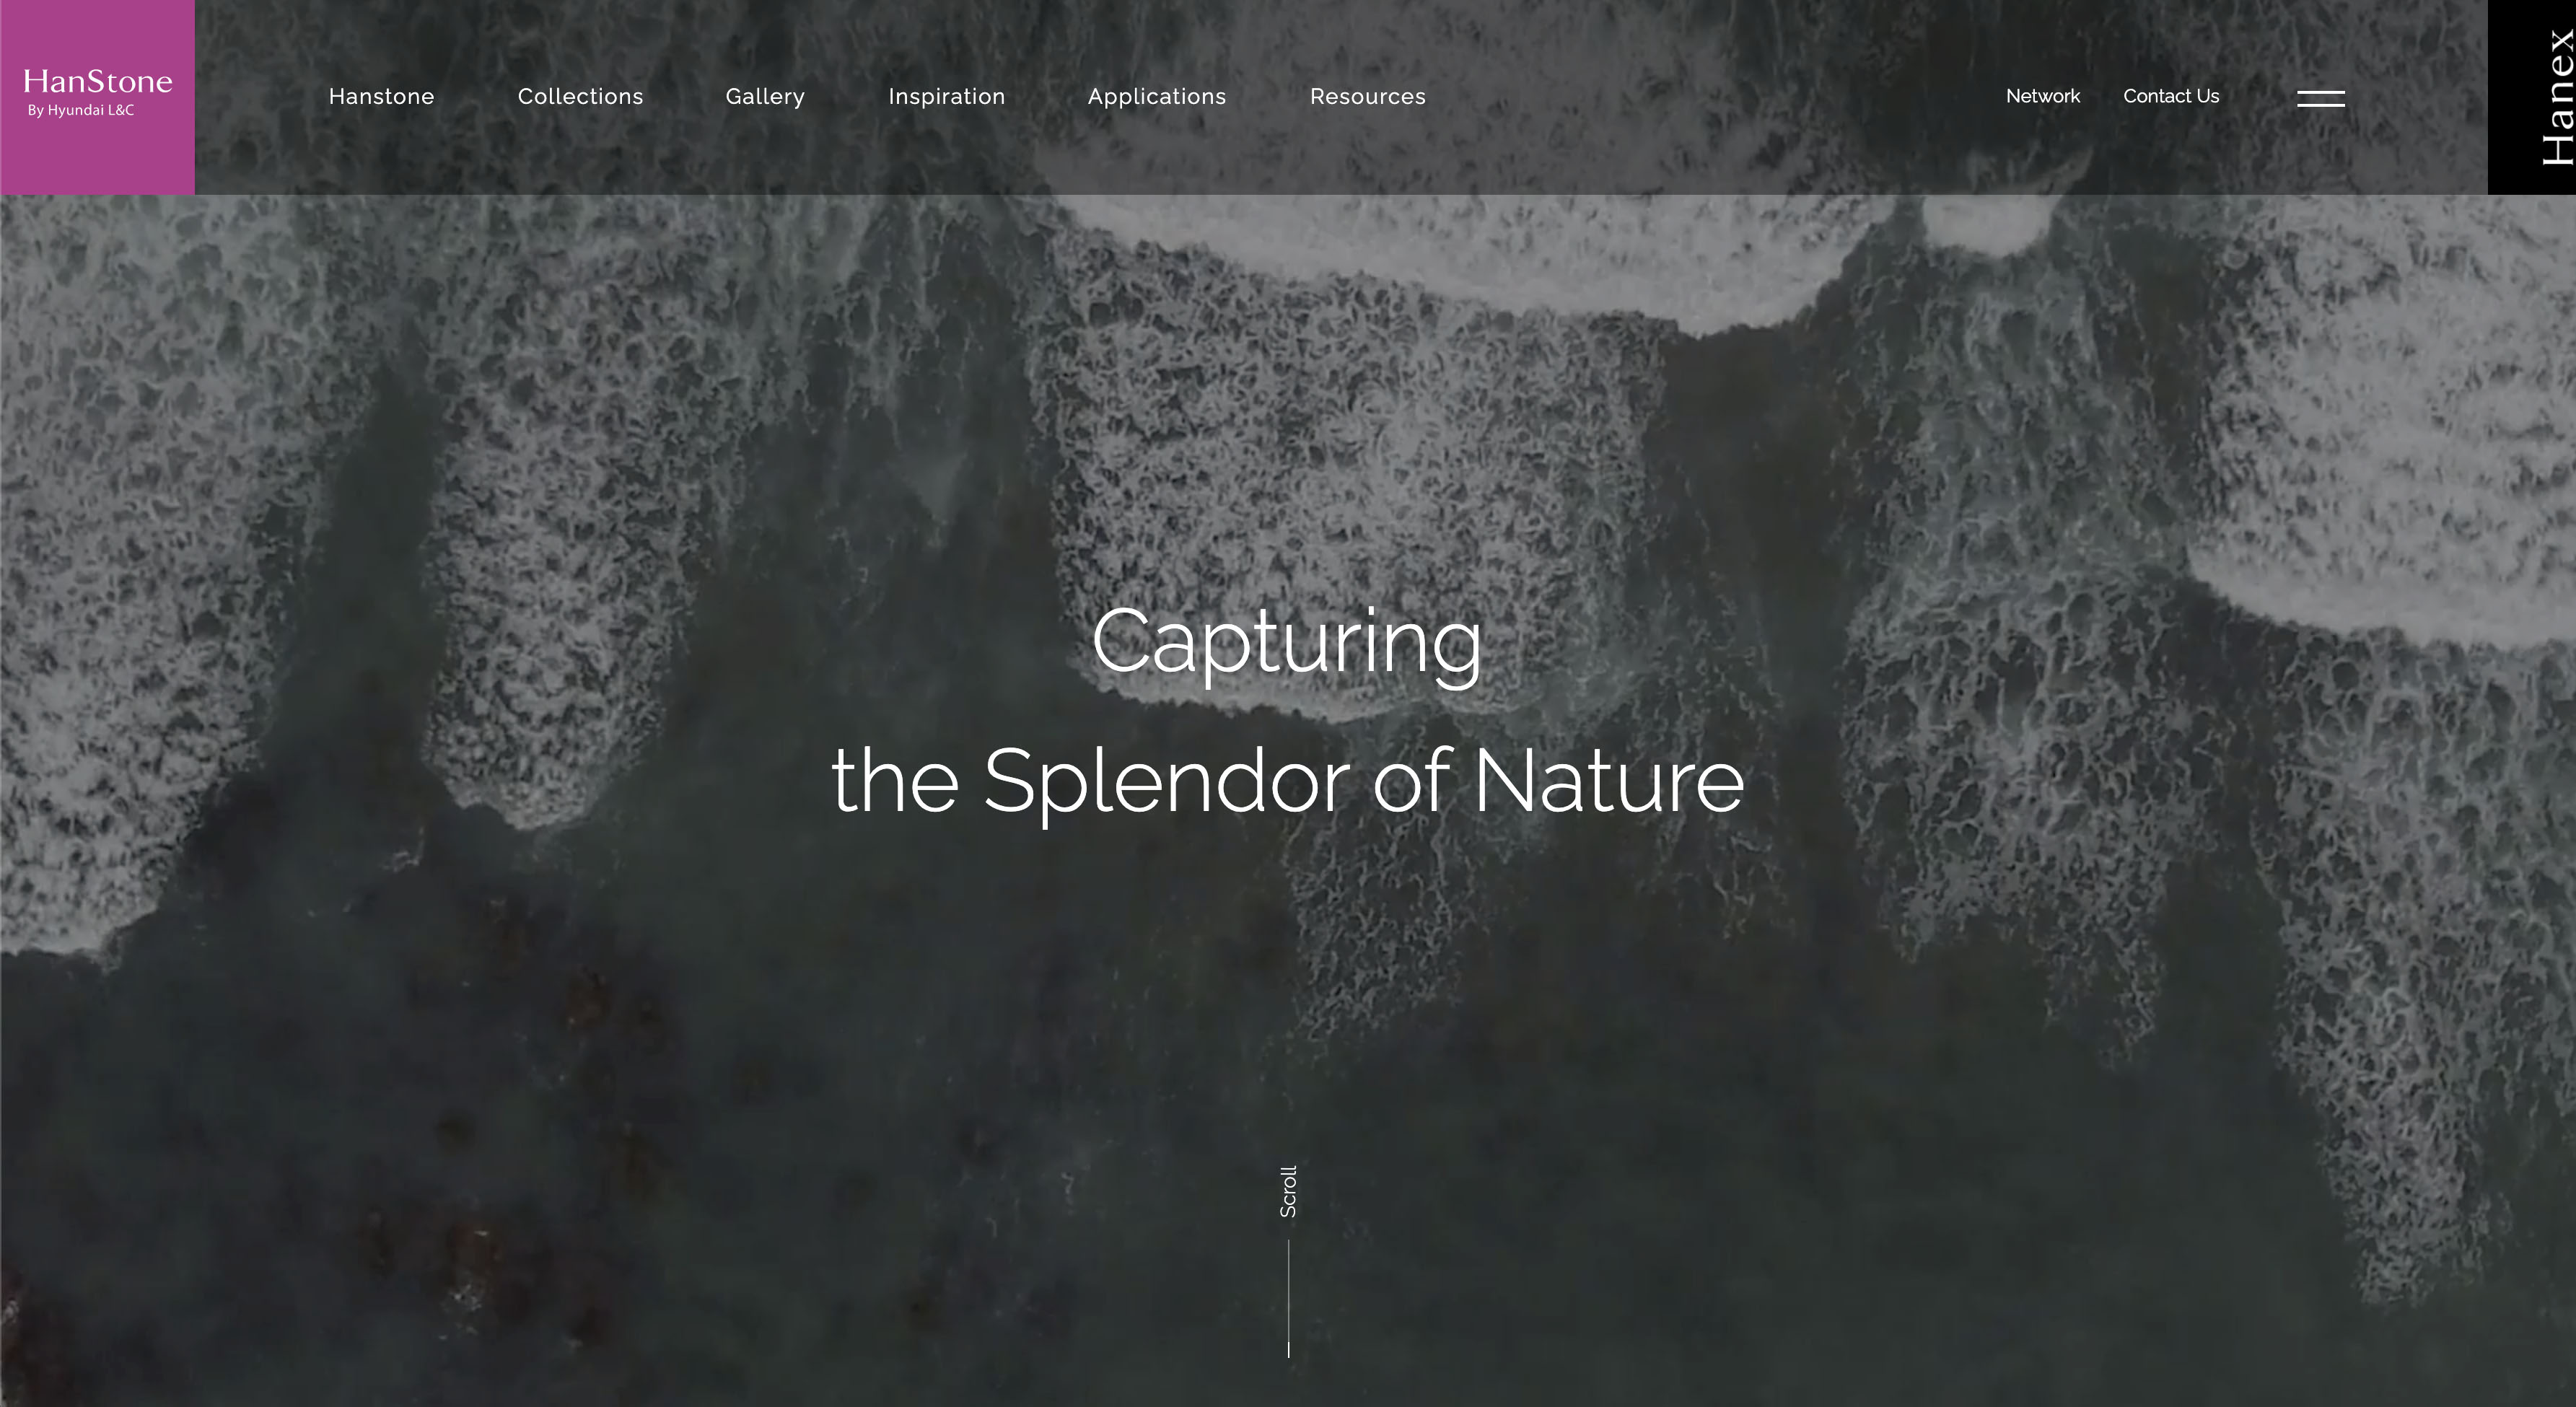 HanStone
By Hyundai L&C
Hanstone
Collections
Gallery
Inspiration
Applications
Resources
Network
Contact Us
Hanex
Capturing
the Splendor of Nature
Scroll